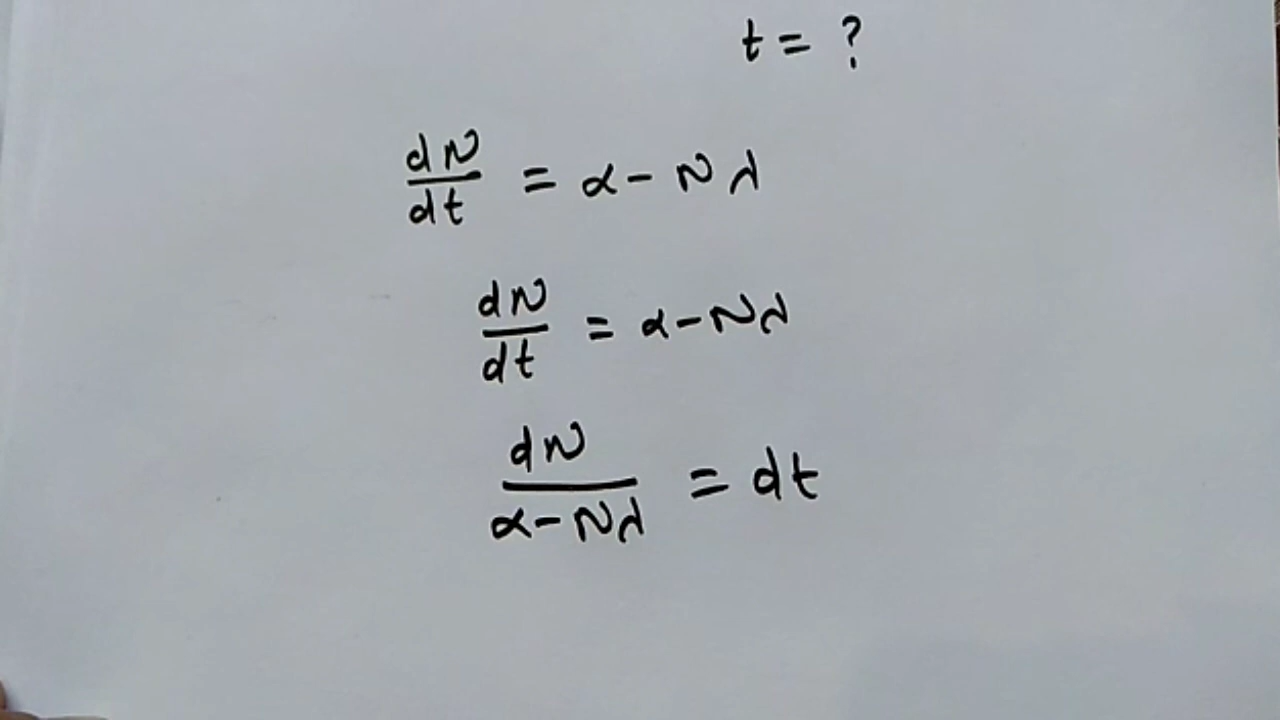 t = ?
dN/dt = α - Nλ
dN/dt = α - Nλ
dN/(α - Nλ) = dt